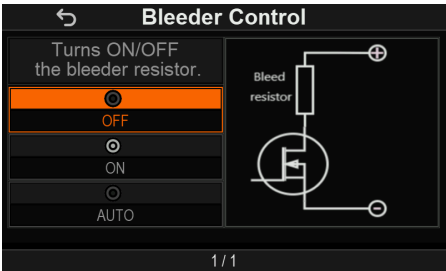 Bleeder Control
Turns ON/OFF
the bleeder resistor.
OFF
ON
AUTO
Bleed
resistor
1/1